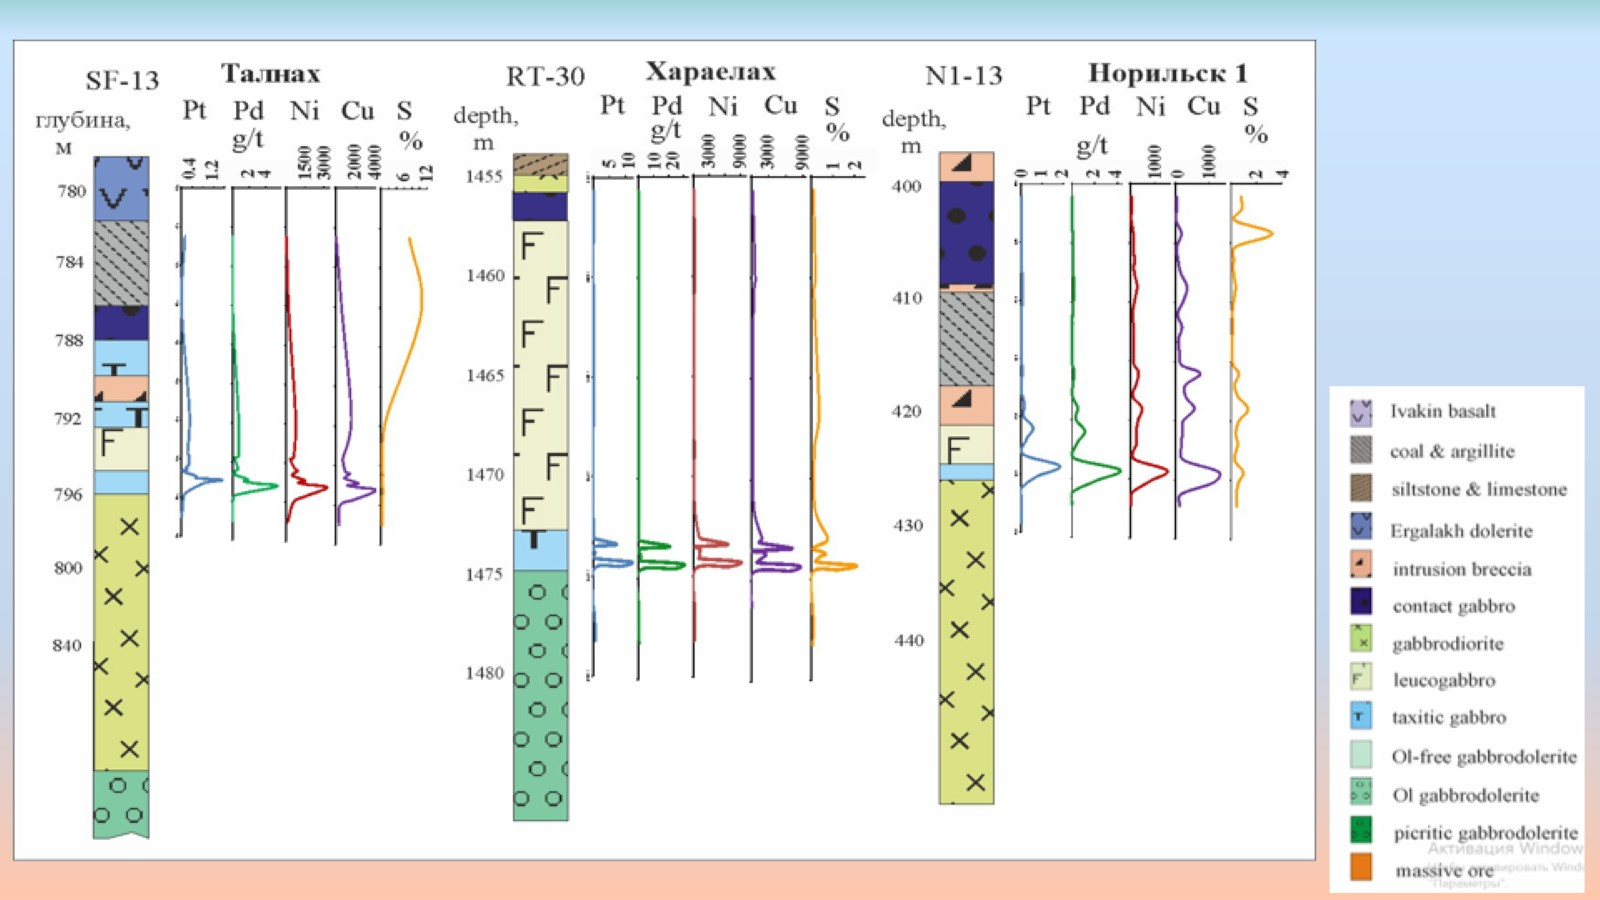 SF-13
Талнах
глубина,
м
Pt
Pd
Ni
Cu
S
g/t
%
0.4
1.2
2
4
1500
3000
2000
4000
6
12
780
784
788
792
796
800
840
T
T
F
RT-30
Хараелах
depth,
m
Pt
Pd
Ni
Cu
S
g/t
%
5
10
10
20
3000
9000
3000
9000
1
2
1455
1460
1465
1470
1475
1480
F
F
F
F
F
F
F
T
N1-13
Норильск 1
depth,
m
Pt
Pd
Ni
Cu
S
g/t
%
0
1
2
2
4
1000
0
1000
2
4
400
410
420
430
440
F
Ivakin basalt
coal & argillite
siltstone & limestone
Ergalakh dolerite
intrusion breccia
contact gabbro
gabbrodiorite
F leucogabbro
T taxitic gabbro
Ol-free gabbrodolerite
Ol gabbrodolerite
picritic gabbrodolerite
massive ore
Активация Window
"Параметры".